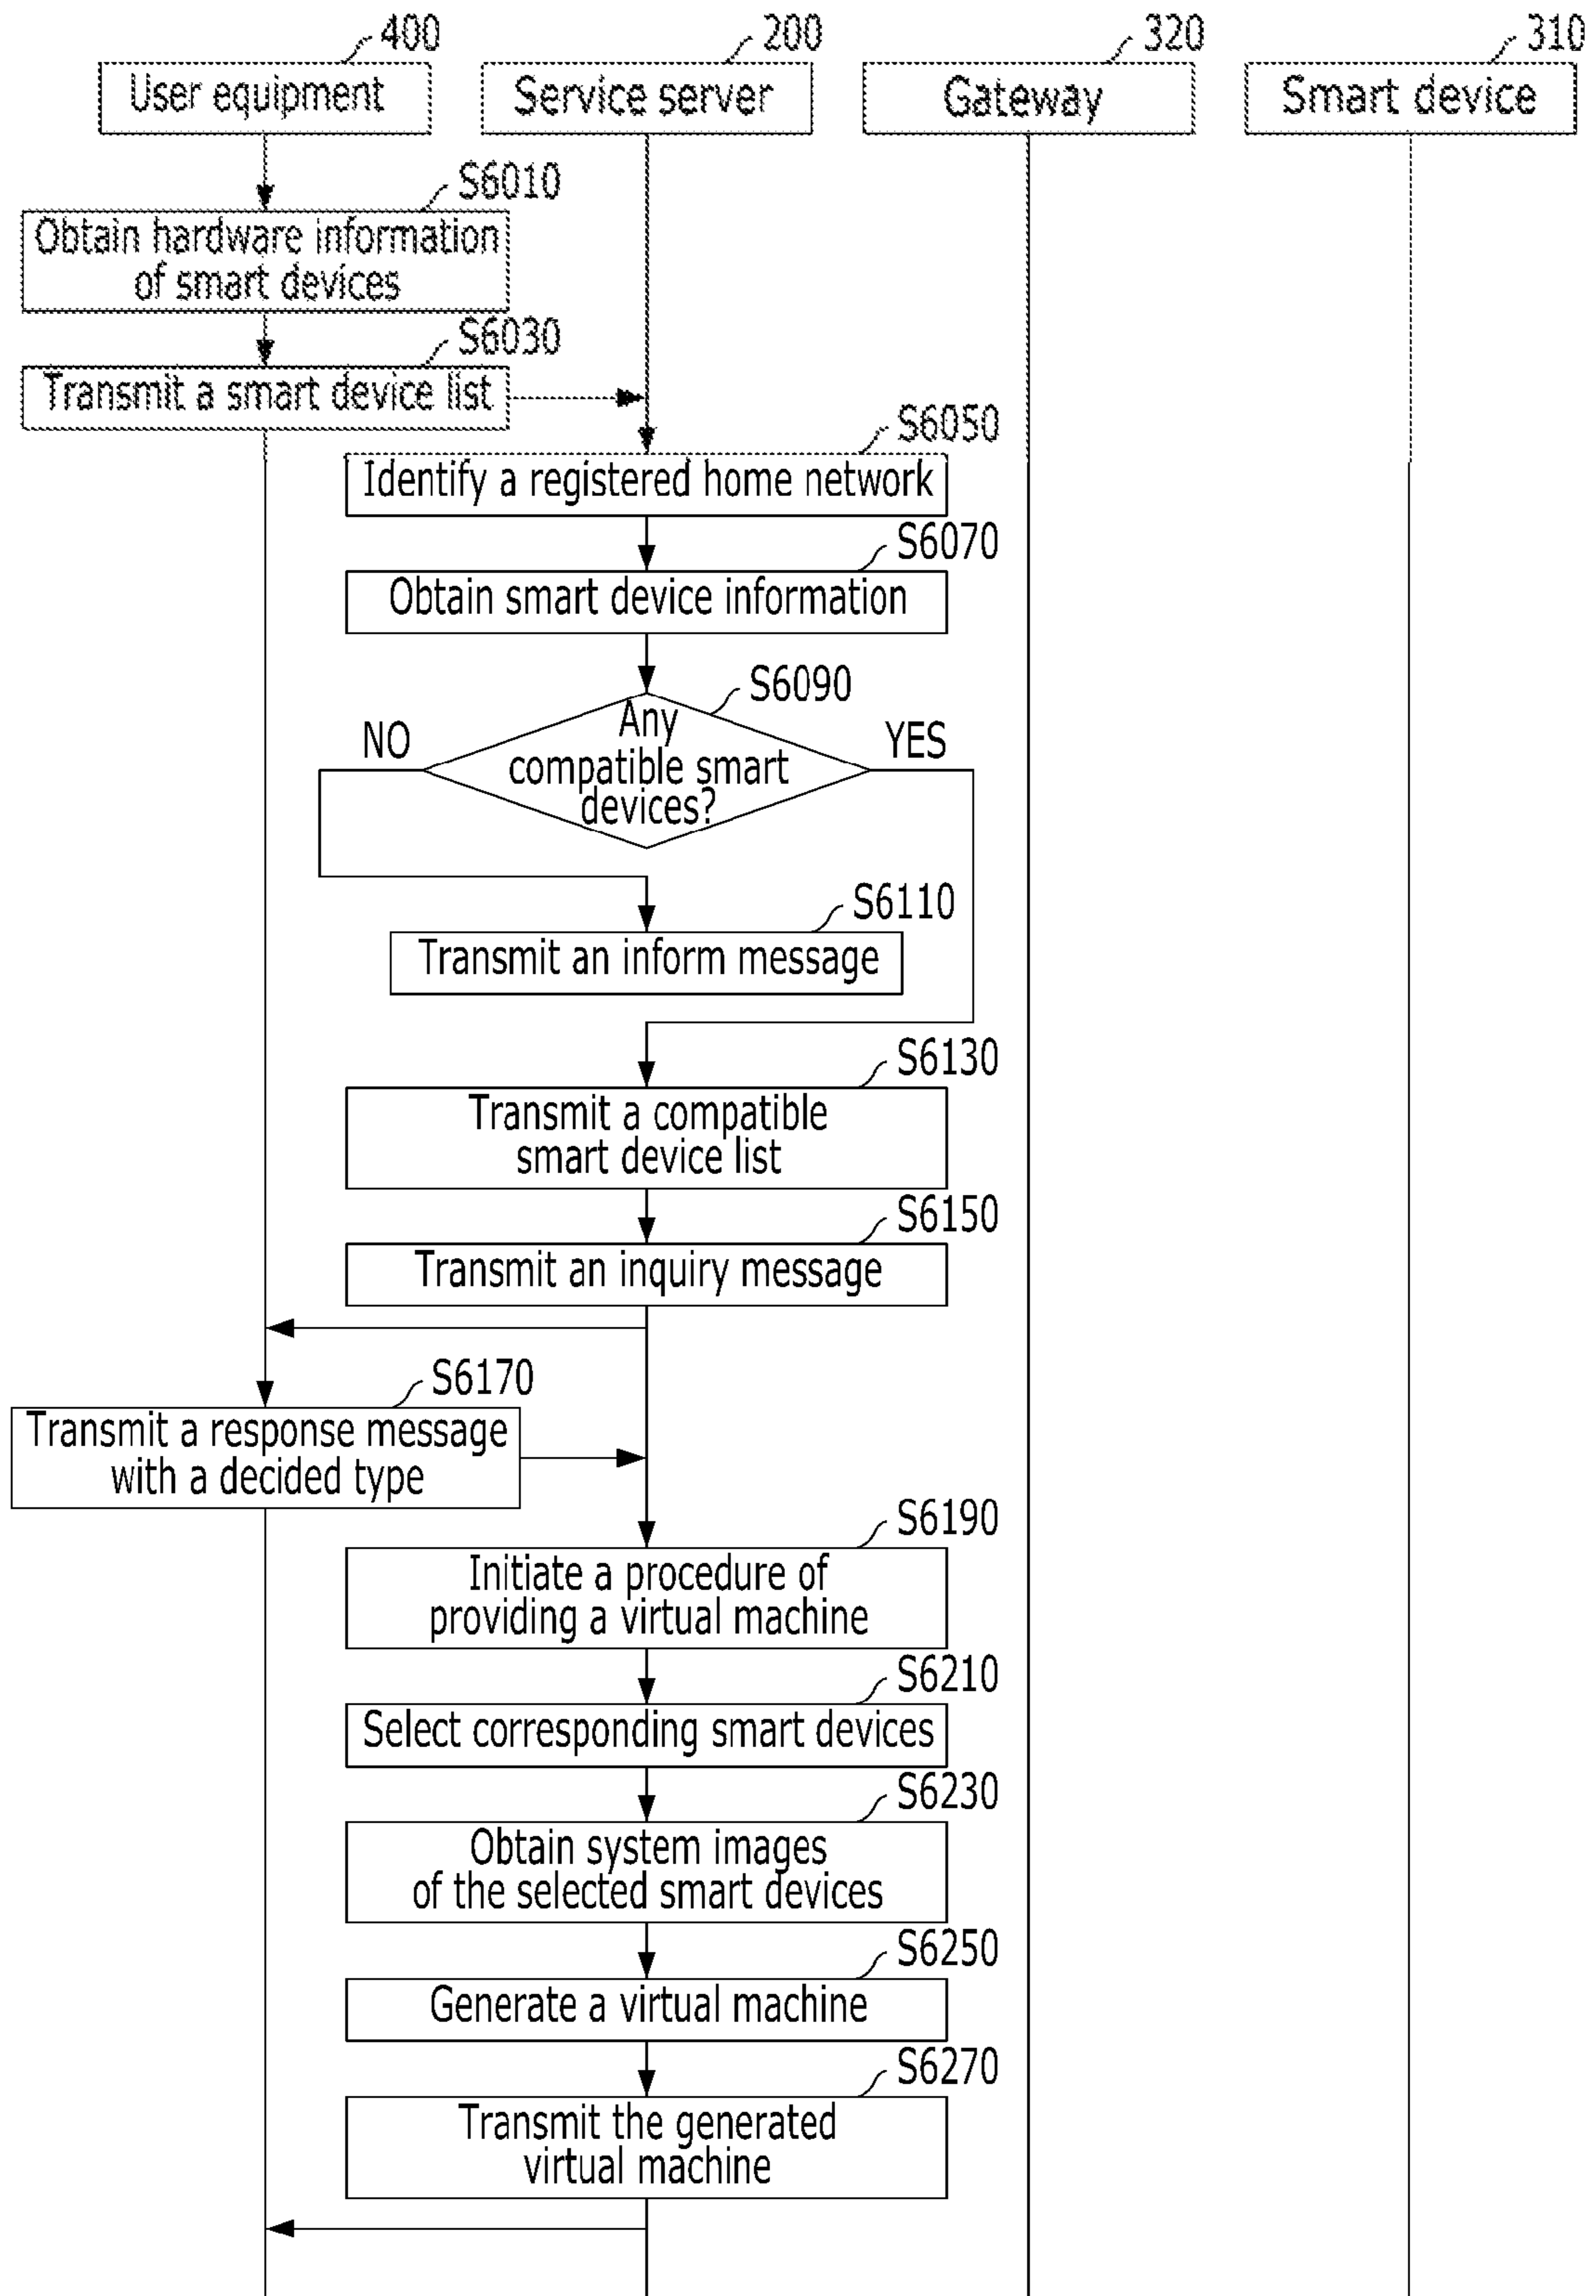 400
200
320
310
User equipment
Service server
Gateway
Smart device
S6010
Obtain hardware information
of smart devices
S6030
Transmit a smart device list
S6050
Identify a registered home network
S6070
Obtain smart device information
S6090
NO
Any
compatible smart
devices?
YES
S6110
Transmit an inform message
S6130
Transmit a compatible
smart device list
S6150
Transmit an inquiry message
S6170
Transmit a response message
with a decided type
S6190
Initiate a procedure of
providing a virtual machine
S6210
Select corresponding smart devices
S6230
Obtain system images
of the selected smart devices
S6250
Generate a virtual machine
S6270
Transmit the generated
virtual machine